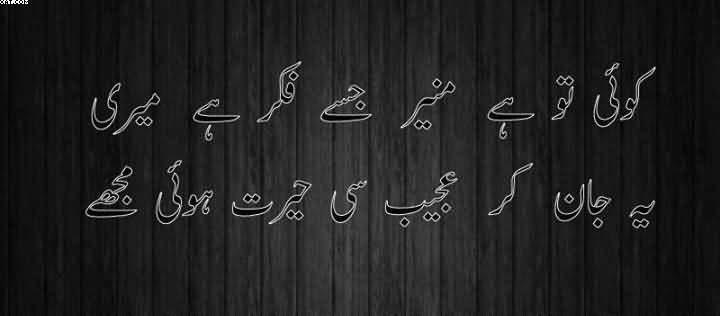 کوئی تو ہے منیر جسے فکر ہے میری
یہ جان کر عجیب سی حیرت ہوئی مجھے